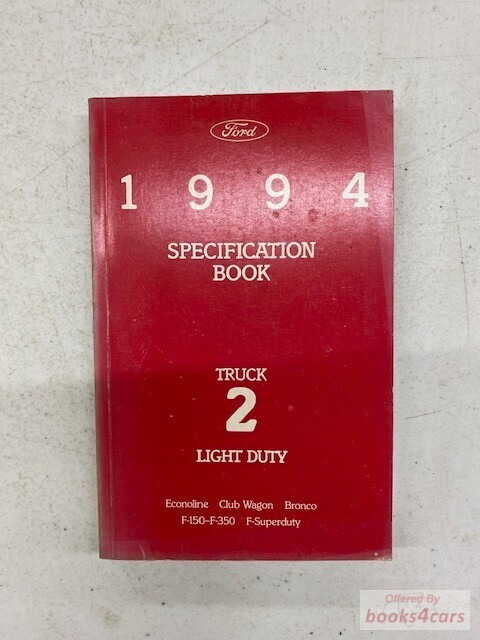 Ford
1 9 9 4
SPECIFICATION
BOOK
TRUCK
2
LIGHT DUTY
Econoline Club Wagon Bronco
F-150–F-350 F-Superduty
Offered By
books4cars